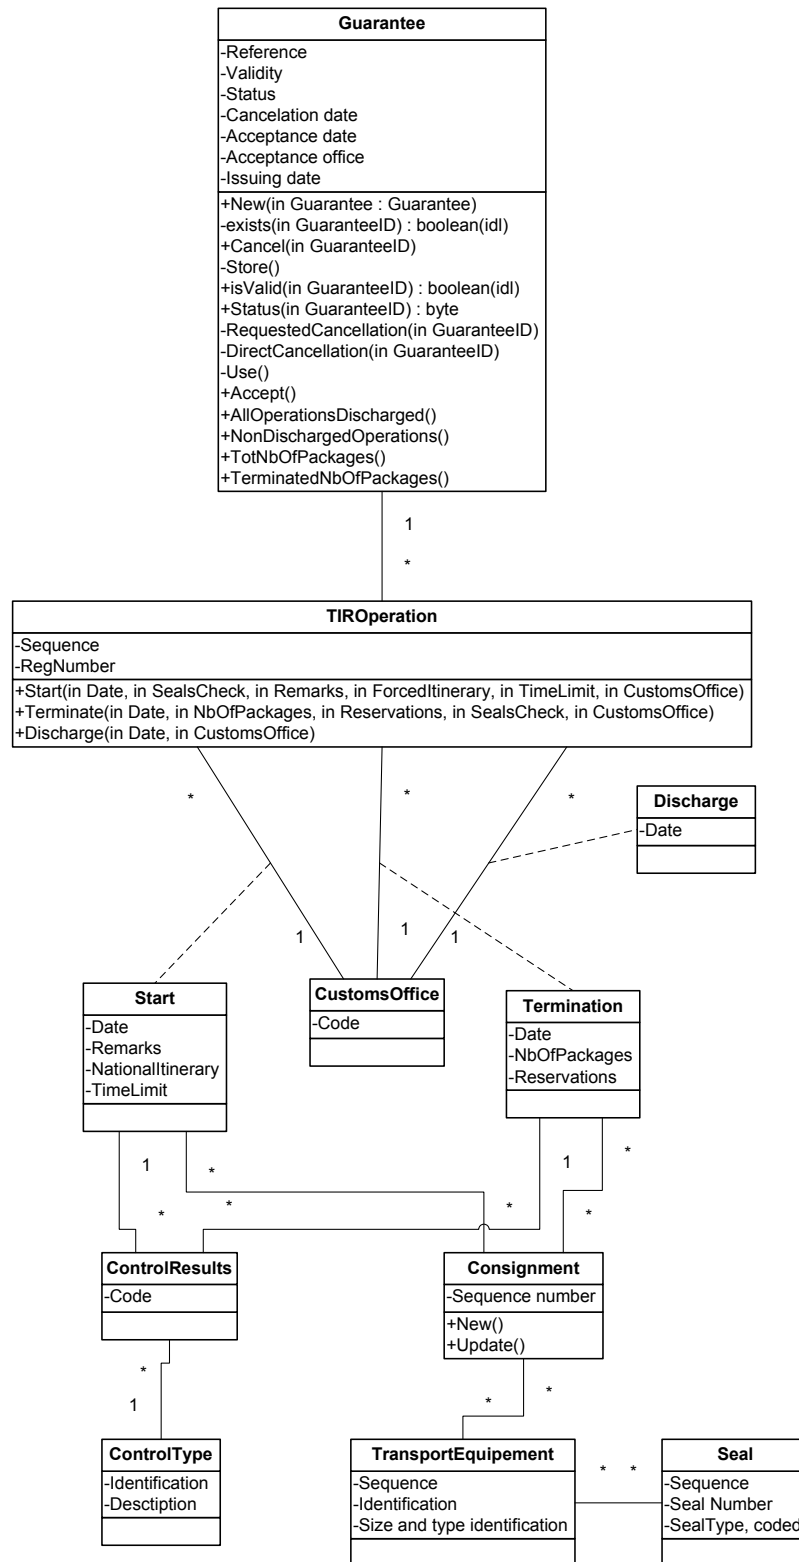 Guarantee
-Reference
-Validity
-Status
-Cancelation date
-Acceptance date
-Acceptance office
-Issuing date
+New(in Guarantee : Guarantee)
-exists(in GuaranteeID) : boolean(idl)
+Cancel(in GuaranteeID)
-Store()
+isValid(in GuaranteeID) : boolean(idl)
+Status(in GuaranteeID) : byte
-RequestedCancellation(in GuaranteeID)
-DirectCancellation(in GuaranteeID)
-Use()
+Accept()
+AllOperationsDischarged()
+NonDischargedOperations()
+TotNbOfPackages()
+TerminatedNbOfPackages()
1
*
TIROperation
-Sequence
-RegNumber
+Start(in Date, in SealsCheck, in Remarks, in ForcedItinerary, in TimeLimit, in CustomsOffice)
+Terminate(in Date, in NbOfPackages, in Reservations, in SealsCheck, in CustomsOffice)
+Discharge(in Date, in CustomsOffice)
* * *
Discharge
-Date
1 1 1
Start
-Date
-Remarks
-NationalItinerary
-TimeLimit
CustomsOffice
-Code
Termination
-Date
-NbOfPackages
-Reservations
1 * 1 *
* * * *
ControlResults
-Code
Consignment
-Sequence number
+New()
+Update()
*
1
* *
ControlType
-Identification
-Desctiption
TransportEquipement
-Sequence
-Identification
-Size and type identification
* *
Seal
-Sequence
-Seal Number
-SealType, coded